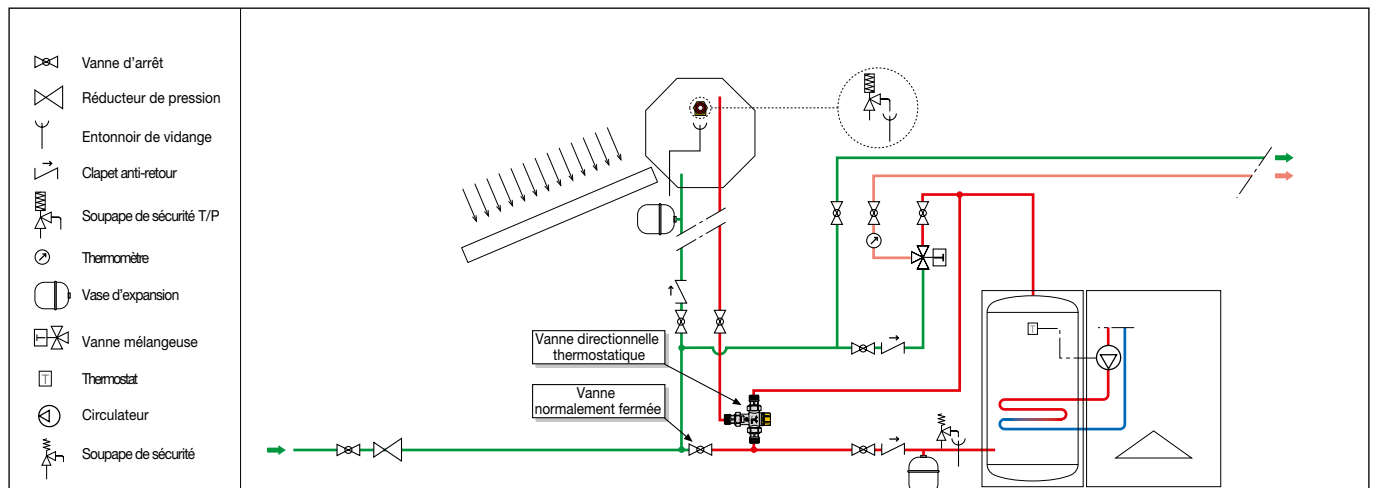 Vanne d'arrêt
Réducteur de pression
Entonnoir de vidange
Clapet anti-retour
Soupape de sécurité T/P
Thermomètre
Vase d'expansion
Vanne mélangeuse
T
Thermostat
Circulateur
Soupape de sécurité
Vanne directionnelle
thermostatique
Vanne
normalement fermée
T